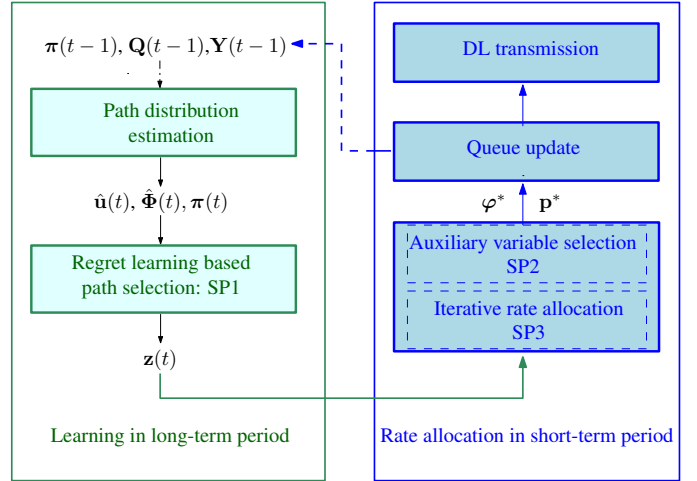 π(t − 1), Q(t − 1),Y(t − 1)
Path distribution
estimation
û(t), Φ̂(t), π(t)
Regret learning based
path selection: SP1
z(t)
Learning in long-term period
DL transmission
Queue update
φ* p*
Auxiliary variable selection
SP2
Iterative rate allocation
SP3
Rate allocation in short-term period